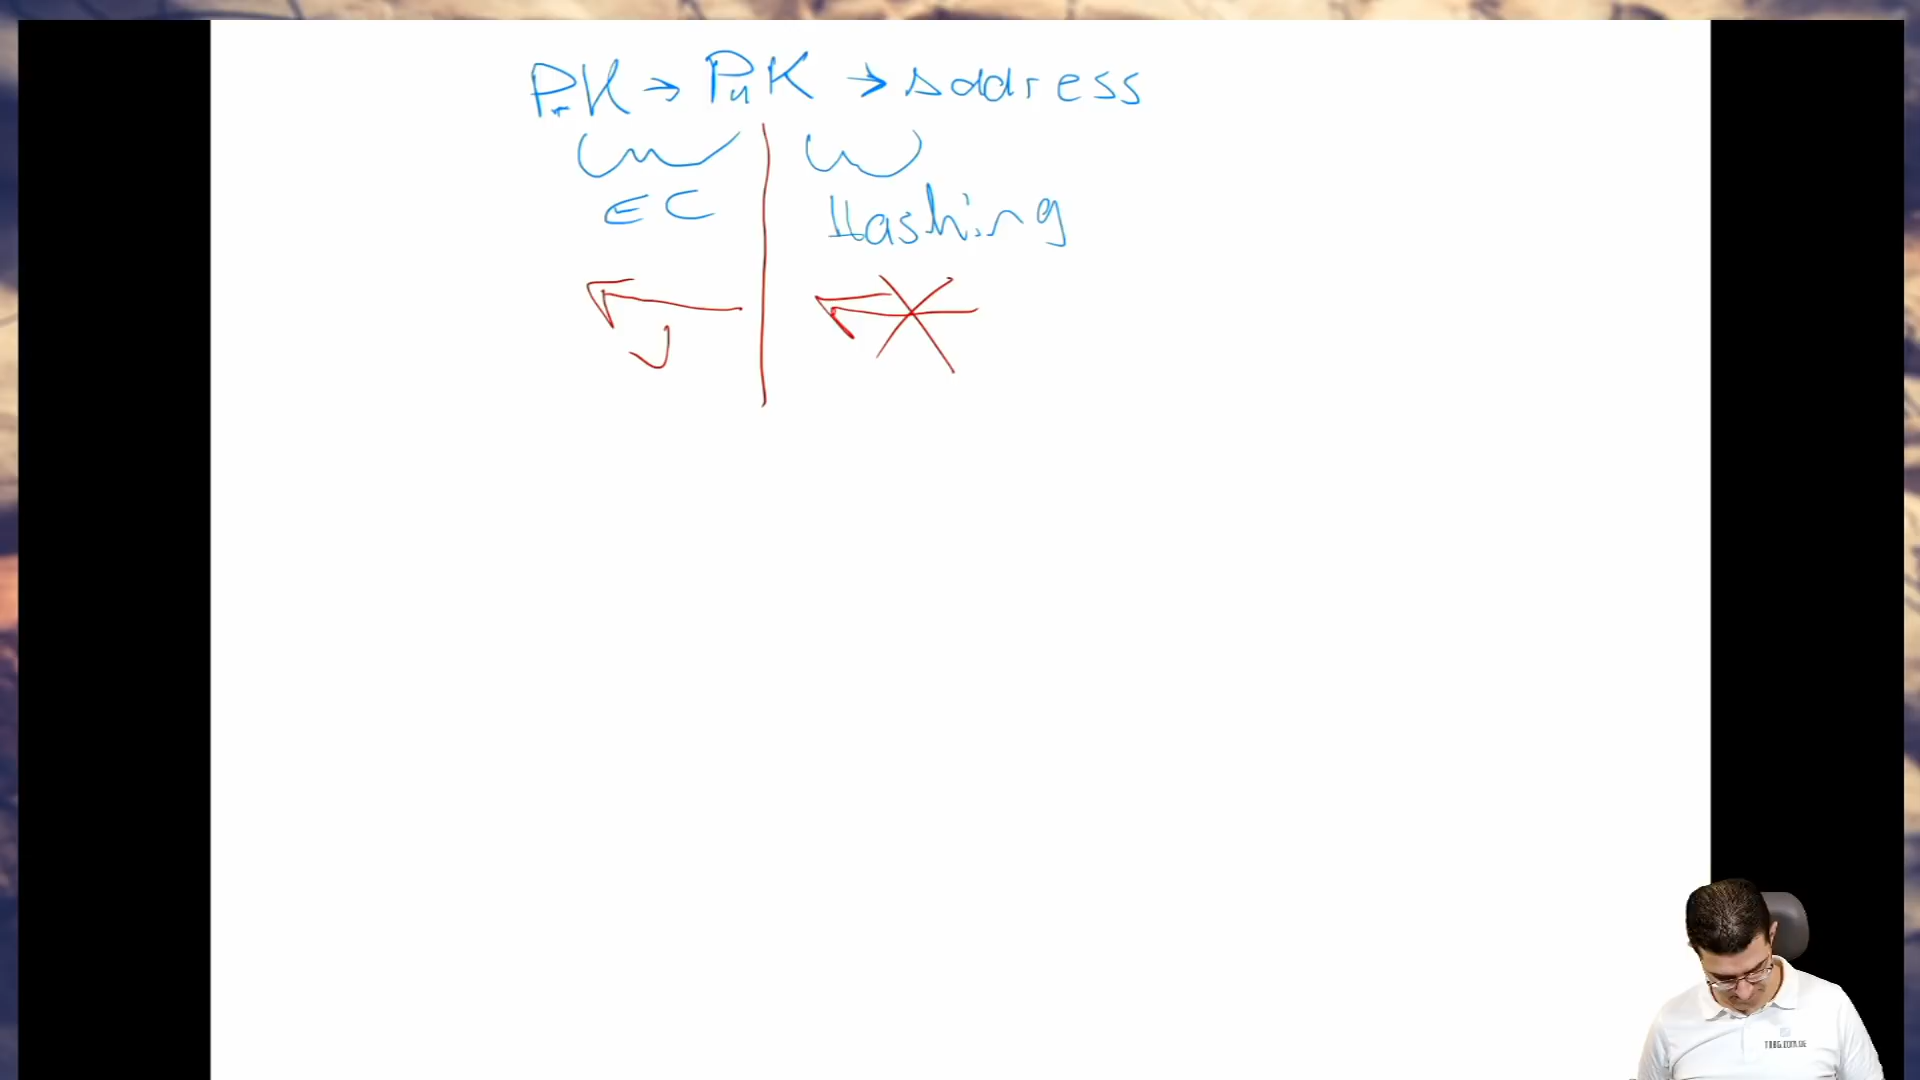 PrK → PuK → Address
EC Hashing